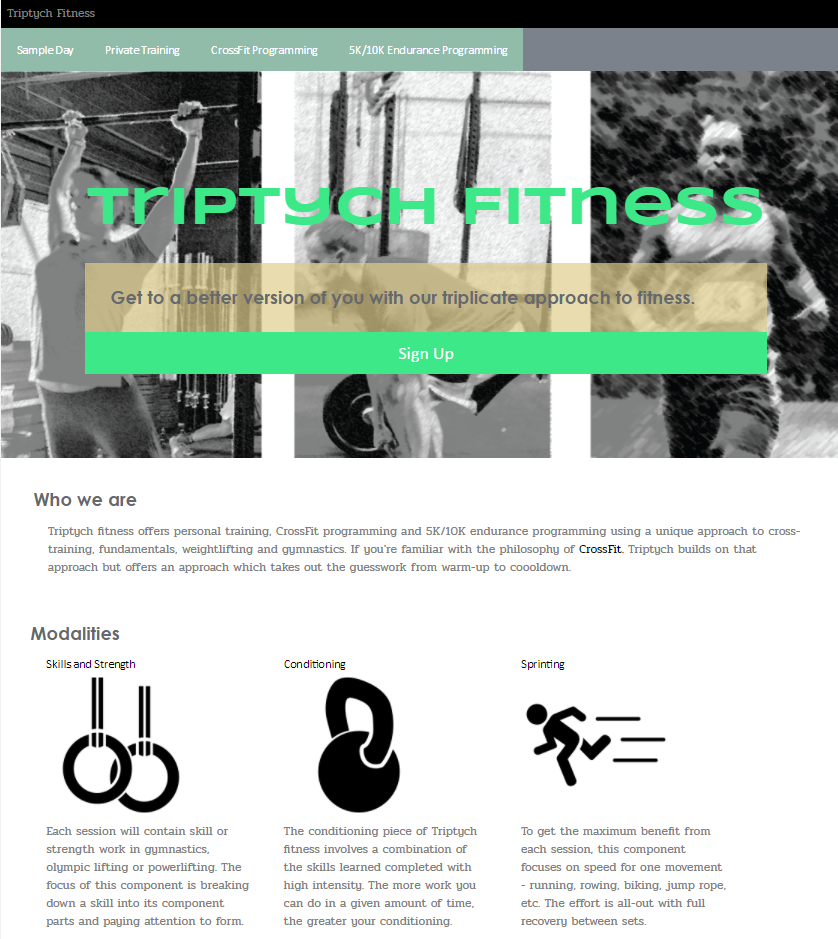 Triptych Fitness
Sample Day Private Training CrossFit Programming 5K/10K Endurance Programming
Triptych Fitness
Get to a better version of you with our triplicate approach to fitness.
Sign Up
Who we are
Triptych fitness offers personal training, CrossFit programming and 5K/10K endurance programming using a unique approach to cross-
training, fundamentals, weightlifting and gymnastics. If you're familiar with the philosophy of CrossFit. Triptych builds on that
approach but offers an approach which takes out the guesswork from warm-up to coooldown.
Modalities
Skills and Strength
Each session will contain skill or
strength work in gymnastics,
olympic lifting or powerlifting. The
focus of this component is breaking
down a skill into its component
parts and paying attention to form.
Conditioning
The conditioning piece of Triptych
fitness involves a combination of
the skills learned completed with
high intensity. The more work you
can do in a given amount of time,
the greater your conditioning.
Sprinting
To get the maximum benefit from
each session, this component
focuses on speed for one movement
- running, rowing, biking, jump rope,
etc. The effort is all-out with full
recovery between sets.